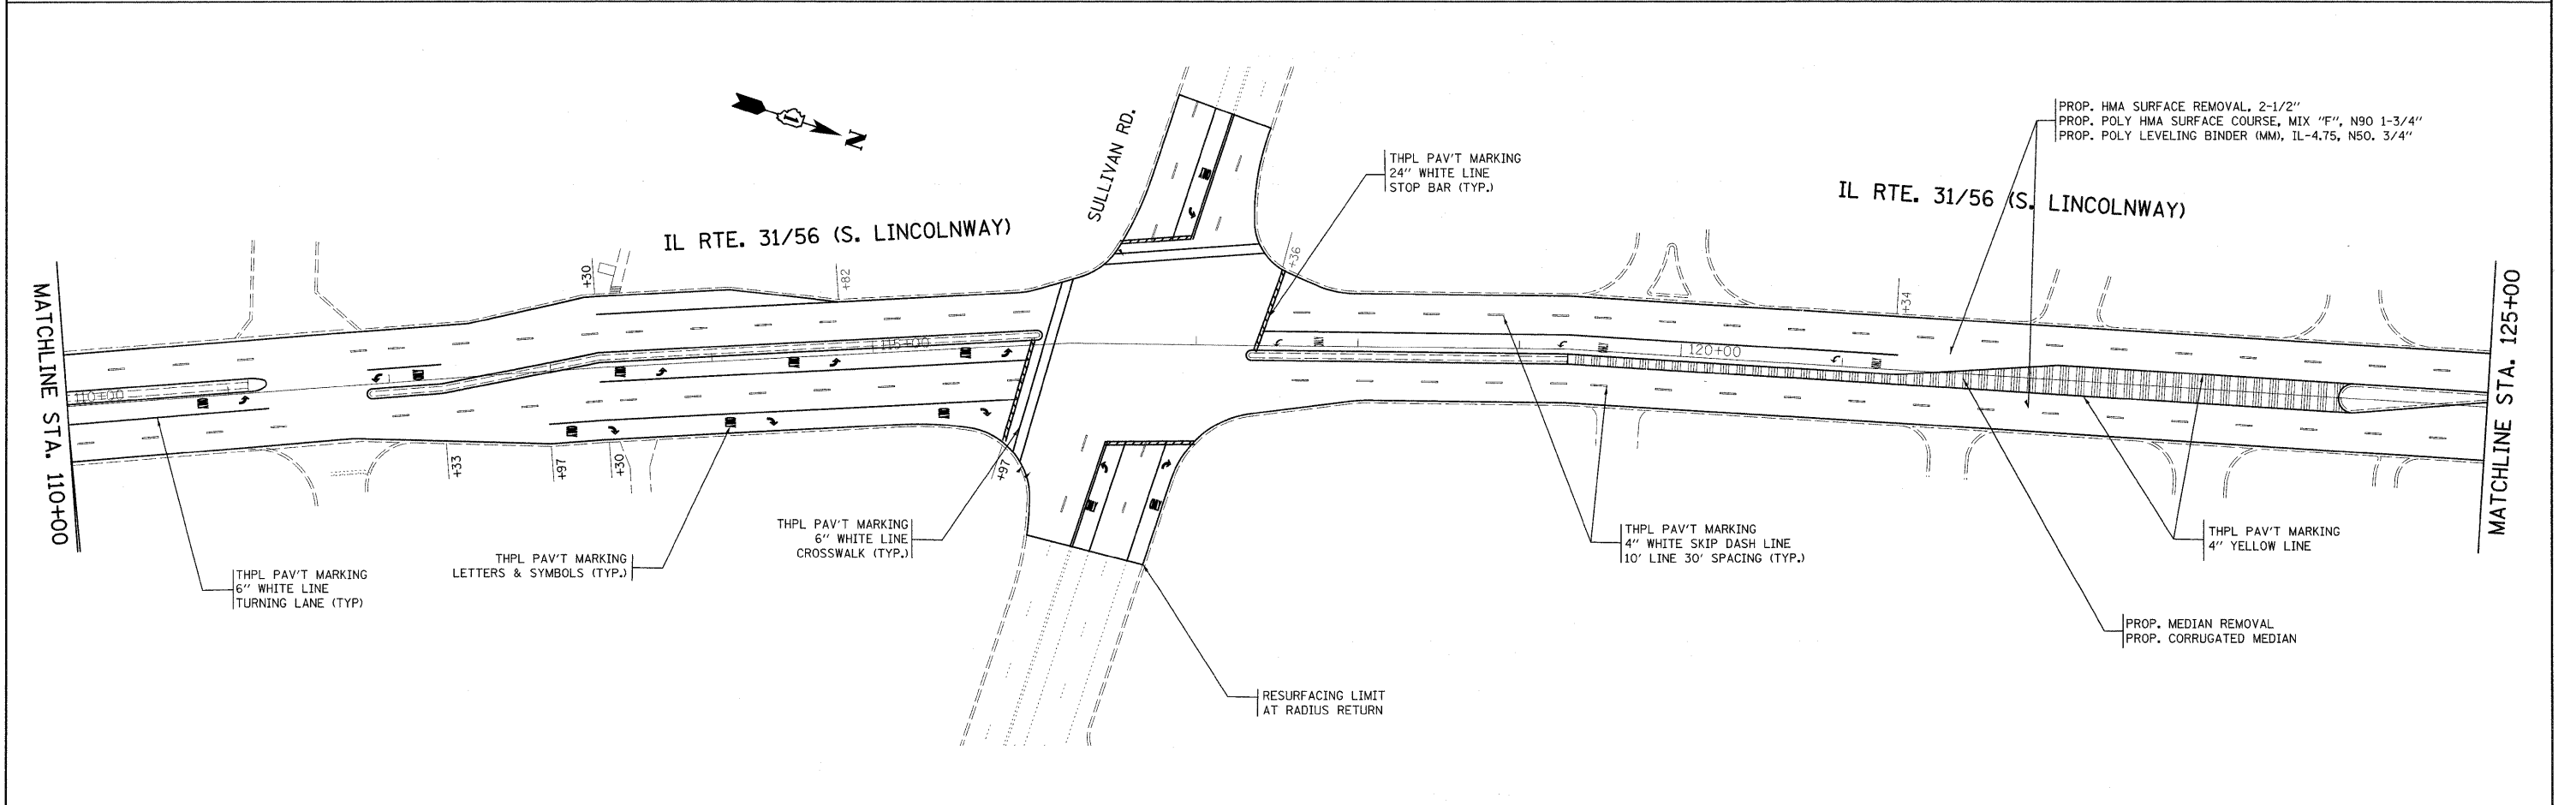 N
SULLIVAN RD.
PROP. HMA SURFACE REMOVAL, 2-1/2"
PROP. POLY HMA SURFACE COURSE, MIX "F", N90 1-3/4"
PROP. POLY LEVELING BINDER (MM), IL-4.75, N50. 3/4"
THPL PAV'T MARKING
24" WHITE LINE
STOP BAR (TYP.)
IL RTE. 31/56 (S. LINCOLNWAY)
IL RTE. 31/56 (S. LINCOLNWAY)
+30
+82
+36
+34
MATCHLINE STA. 110+00
MATCHLINE STA. 125+00
110+00
115+00
120+00
+33
+97
+30
+97
THPL PAV'T MARKING
6" WHITE LINE
TURNING LANE (TYP)
THPL PAV'T MARKING
LETTERS & SYMBOLS (TYP.)
THPL PAV'T MARKING
6" WHITE LINE
CROSSWALK (TYP.)
THPL PAV'T MARKING
4" WHITE SKIP DASH LINE
10' LINE 30' SPACING (TYP.)
THPL PAV'T MARKING
4" YELLOW LINE
PROP. MEDIAN REMOVAL
PROP. CORRUGATED MEDIAN
RESURFACING LIMIT
AT RADIUS RETURN